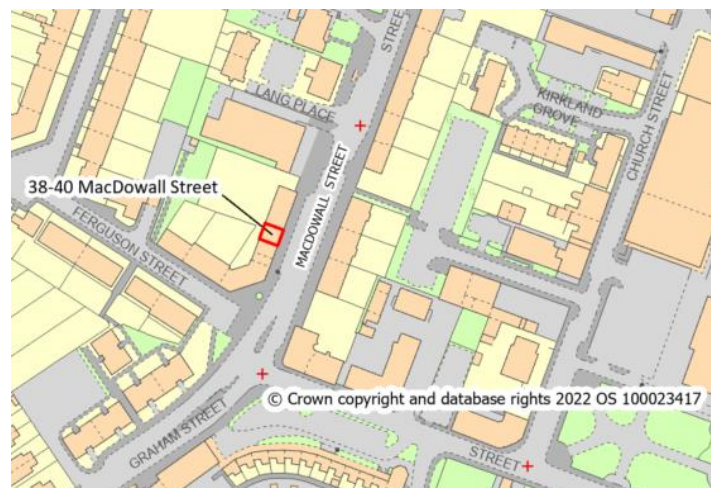 STREET
LANG PLACE
KIRKLAND
GROVE
CHURCH STREET
38-40 MacDowall Street
MACDOWALL STREET
FERGUSON STREET
© Crown copyright and database rights 2022 OS 100023417
GRAHAM STREET
STREET